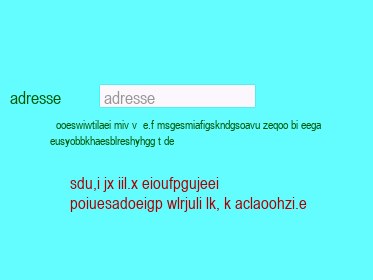 adresse adresse
ooeswiwtilaei miv v e.f msgesmiafigskndgsoavu zeqoo bi eega
eusyobbkhaesblreshyhgg t de
sdu,i jx iil.x eioufpgujeei
poiuesadoeigp wlrjuli lk, k aclaoohzi.e